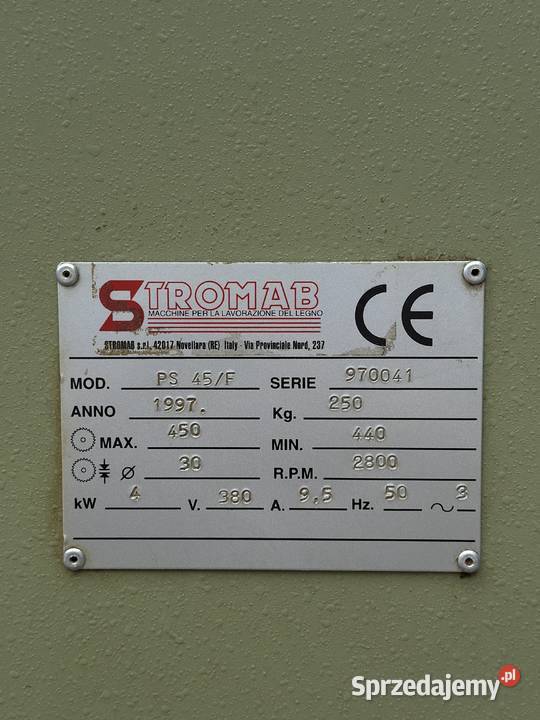 STROMAB
MACCHINE PER LA LAVORAZIONE DEL LEGNO
STROMAB s.r.l. 42017 Novellara (RE) Italy - Via Provinciale Nord, 237
CE
MOD. PS 45/F SERIE 970041
ANNO 1997. Kg. 250
MAX. 450 MIN. 440
ø 30 R.P.M. 2800
kW 4 V. 380 A. 9,5 Hz. 50 ~ 3
Sprzedajemy.pl